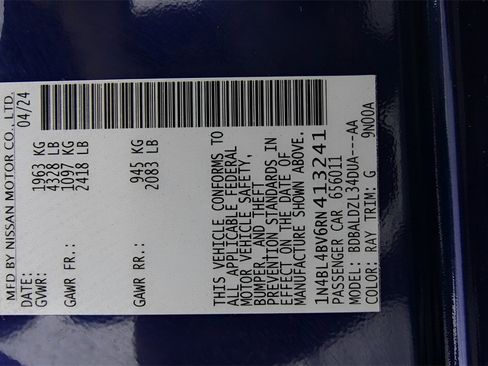 MFD BY NISSAN MOTOR CO., LTD.
DATE: 04/24
GVWR: 1963 KG
4328 LB
GAWR FR.: 1097 KG
2418 LB
GAWR RR.: 945 KG
2083 LB
THIS VEHICLE CONFORMS TO
ALL APPLICABLE FEDERAL
MOTOR VEHICLE SAFETY,
BUMPER, AND THEFT
PREVENTION STANDARDS IN
EFFECT ON THE DATE OF
MANUFACTURE SHOWN ABOVE.
1N4BL4BV6RN413241
PASSENGER CAR 656011
MODEL: BDBALDZL34DUA---AA
COLOR: RAY TRIM: G 9N00A